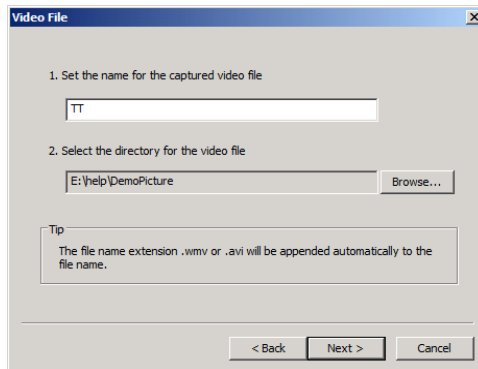 Video File
1. Set the name for the captured video file
TT
2. Select the directory for the video file
E:\help\DemoPicture
Browse...
Tip
The file name extension .wmv or .avi will be appended automatically to the
file name.
< Back
Next >
Cancel